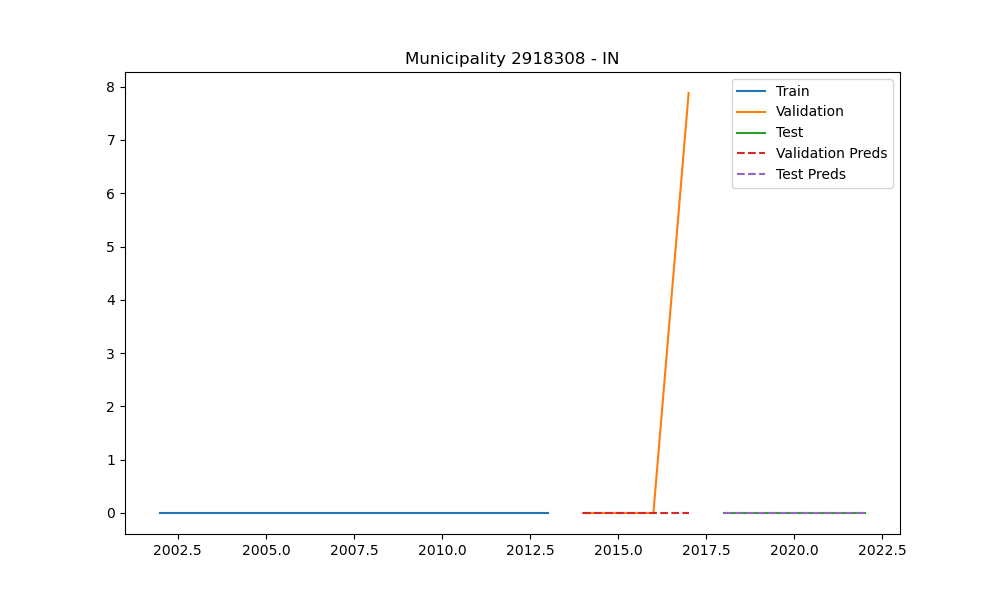 Municipality 2918308 - IN
Train
Validation
Test
Validation Preds
Test Preds
8
7
6
5
4
3
2
1
0
2002.5 2005.0 2007.5 2010.0 2012.5 2015.0 2017.5 2020.0 2022.5